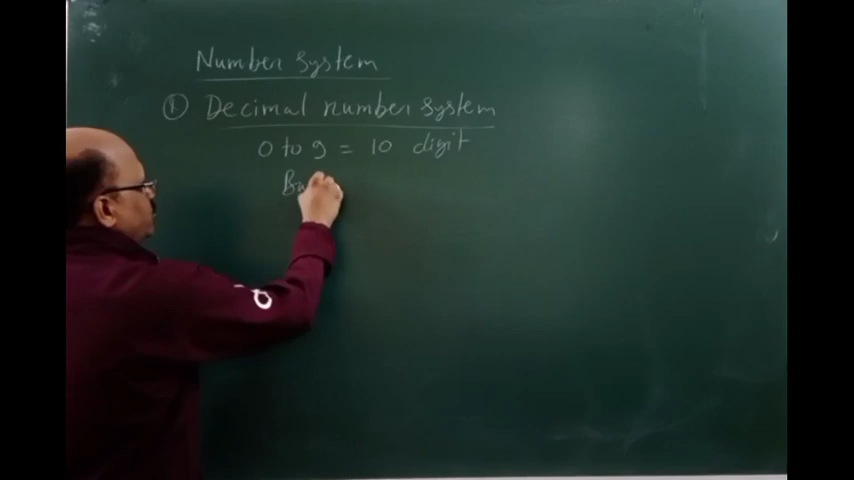 Number system
① Decimal number system
0 to 9 = 10 digit